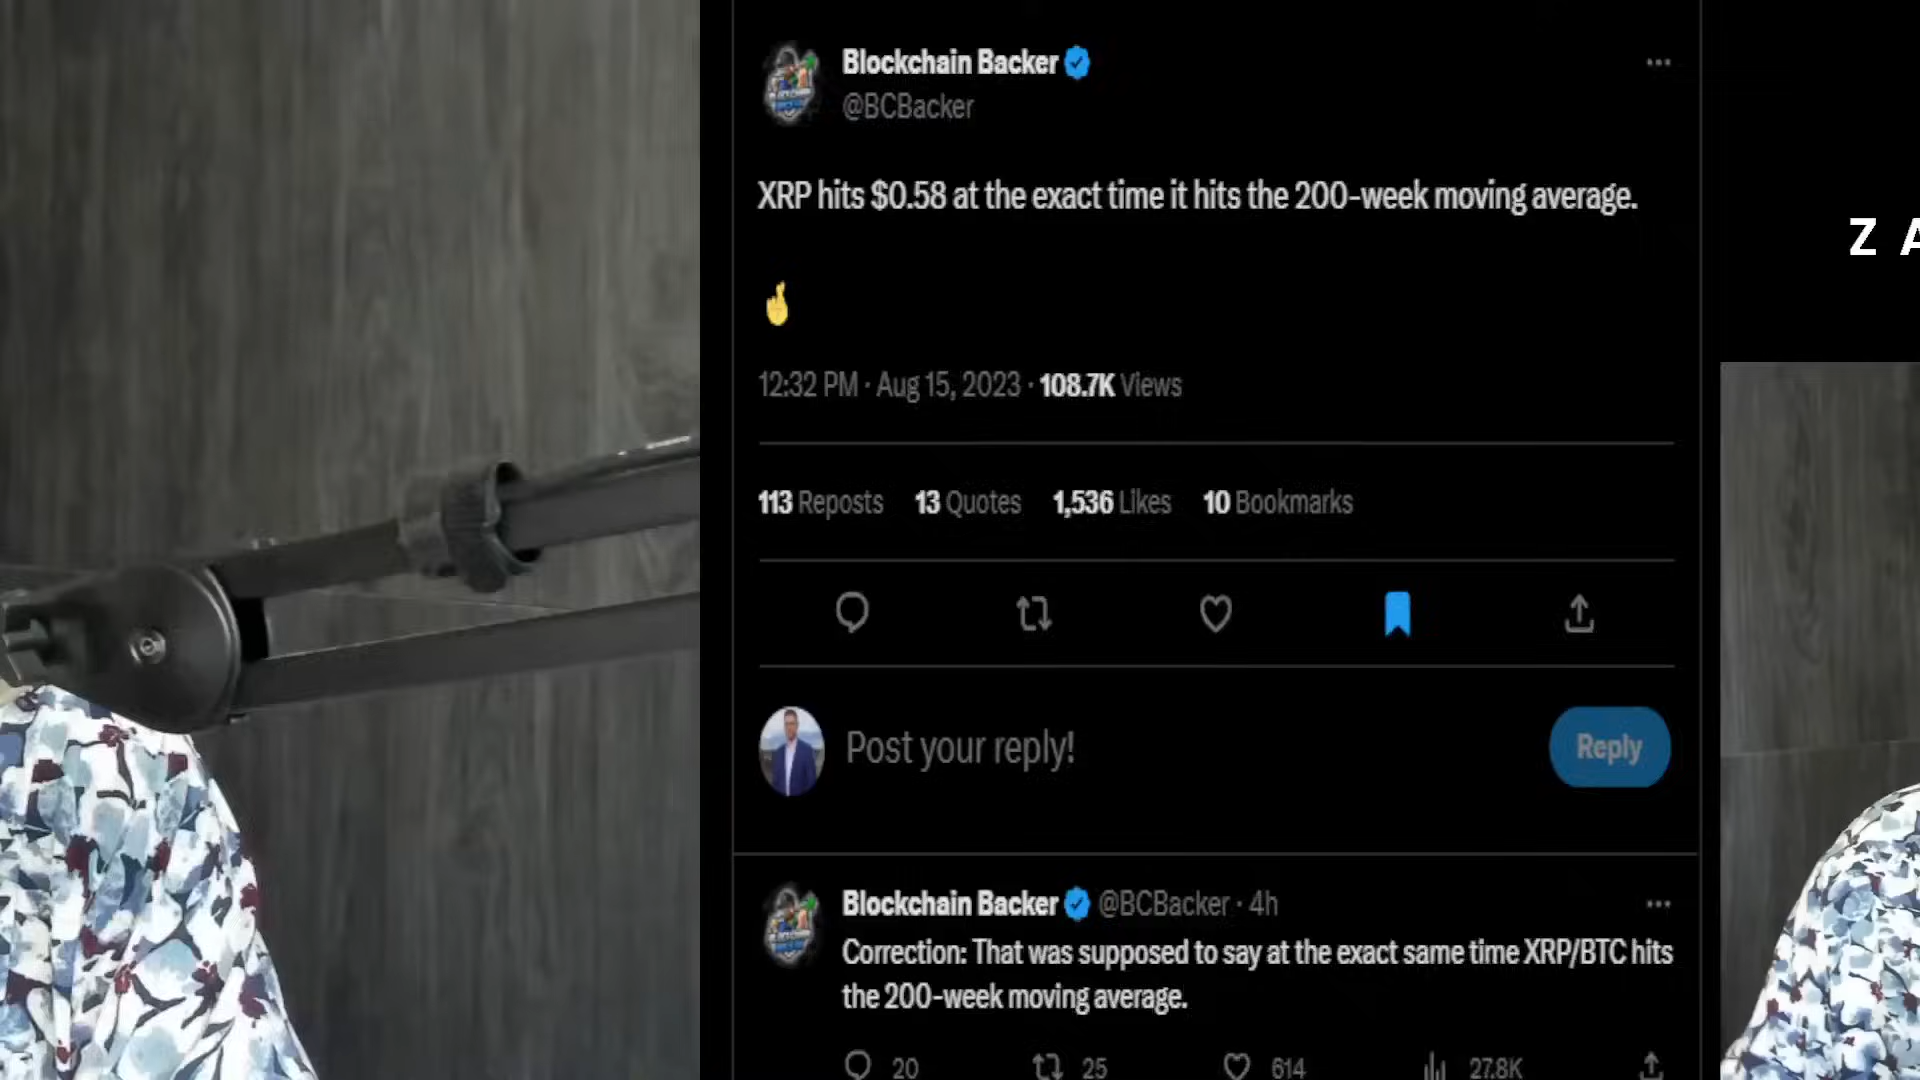 Blockchain Backer
@BCBacker
XRP hits $0.58 at the exact time it hits the 200-week moving average.
12:32 PM · Aug 15, 2023 · 108.7K Views
113 Reposts 13 Quotes 1,536 Likes 10 Bookmarks
Post your reply!
Reply
Blockchain Backer @BCBacker · 4h
Correction: That was supposed to say at the exact same time XRP/BTC hits
the 200-week moving average.
20 25 614 27.8K
Z A